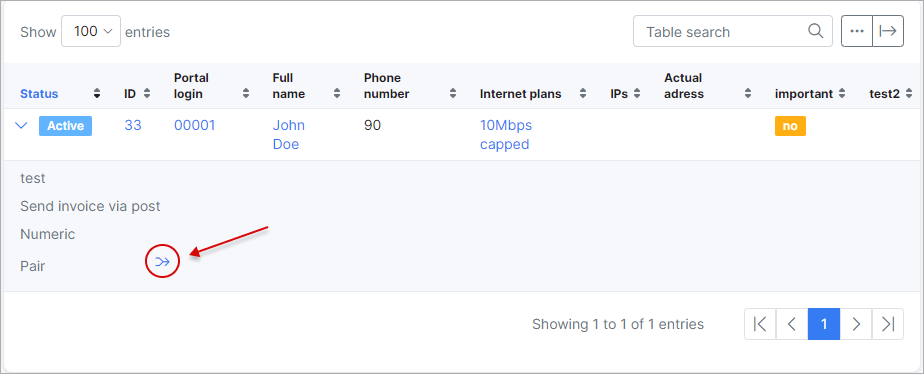 Show 100 entries Table search
Status ID Portal login Full name Phone number Internet plans IPs Actual adress important test2
Active 33 00001 John Doe 90 10Mbps capped no
test
Send invoice via post
Numeric
Pair
Showing 1 to 1 of 1 entries 1